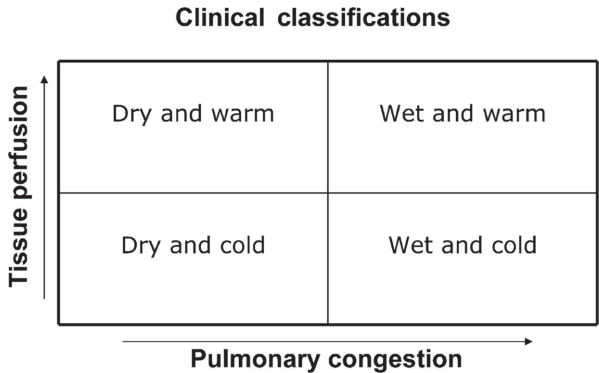 Clinical classifications
Tissue perfusion
Dry and warm
Wet and warm
Dry and cold
Wet and cold
Pulmonary congestion